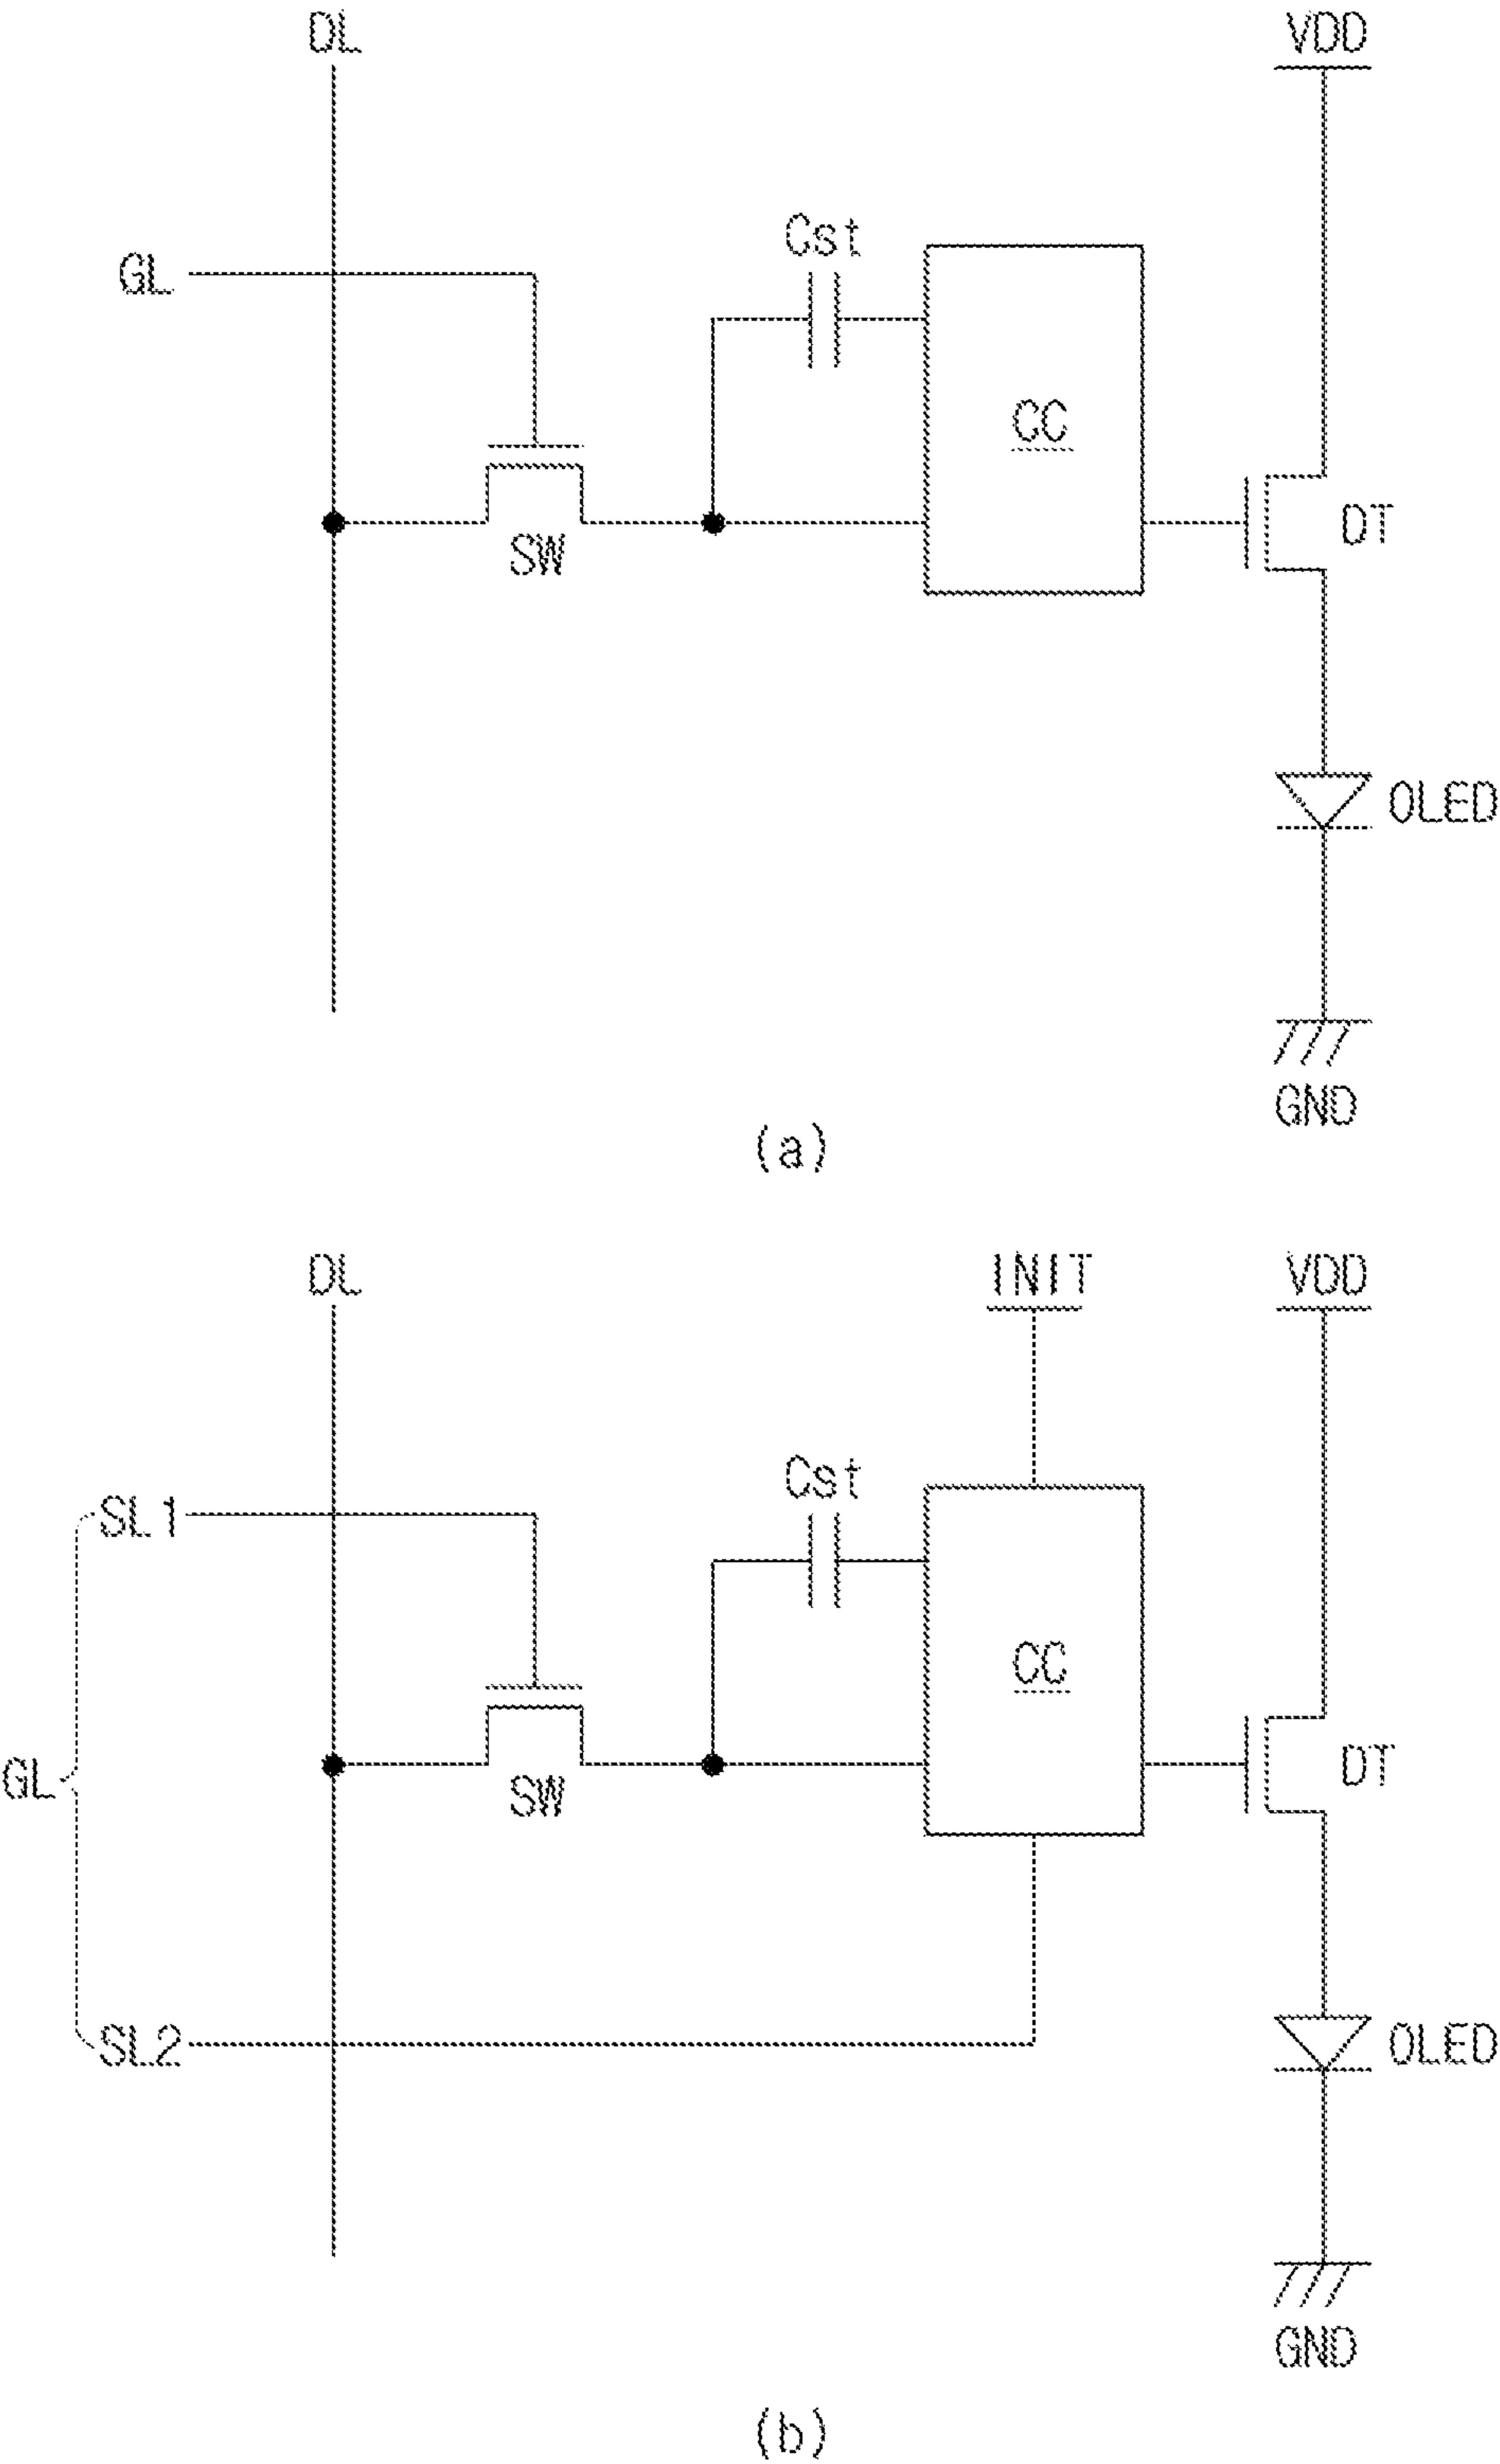 DL
VDD
Cst
GL
CC
DT
SW
OLED
GND
(a)
DL
INIT
VDD
Cst
SL1
CC
DT
GL
SW
SL2
OLED
GND
(b)